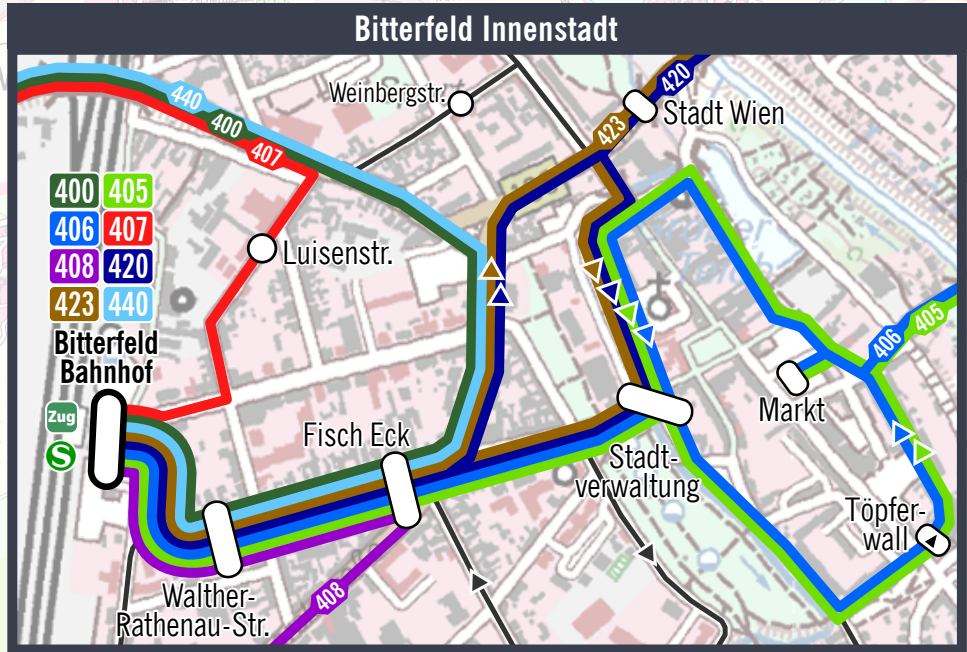 Bitterfeld Innenstadt
440
400
407
Weinbergstr.
423
420
Stadt Wien
400 405
406 407
408 420
423 440
Luisenstr.
Bitterfeld
Bahnhof
Zug
S
Fisch Eck
Stadt-
verwaltung
406
405
Markt
Töpfer-
wall
Walther-
Rathenau-Str.
408